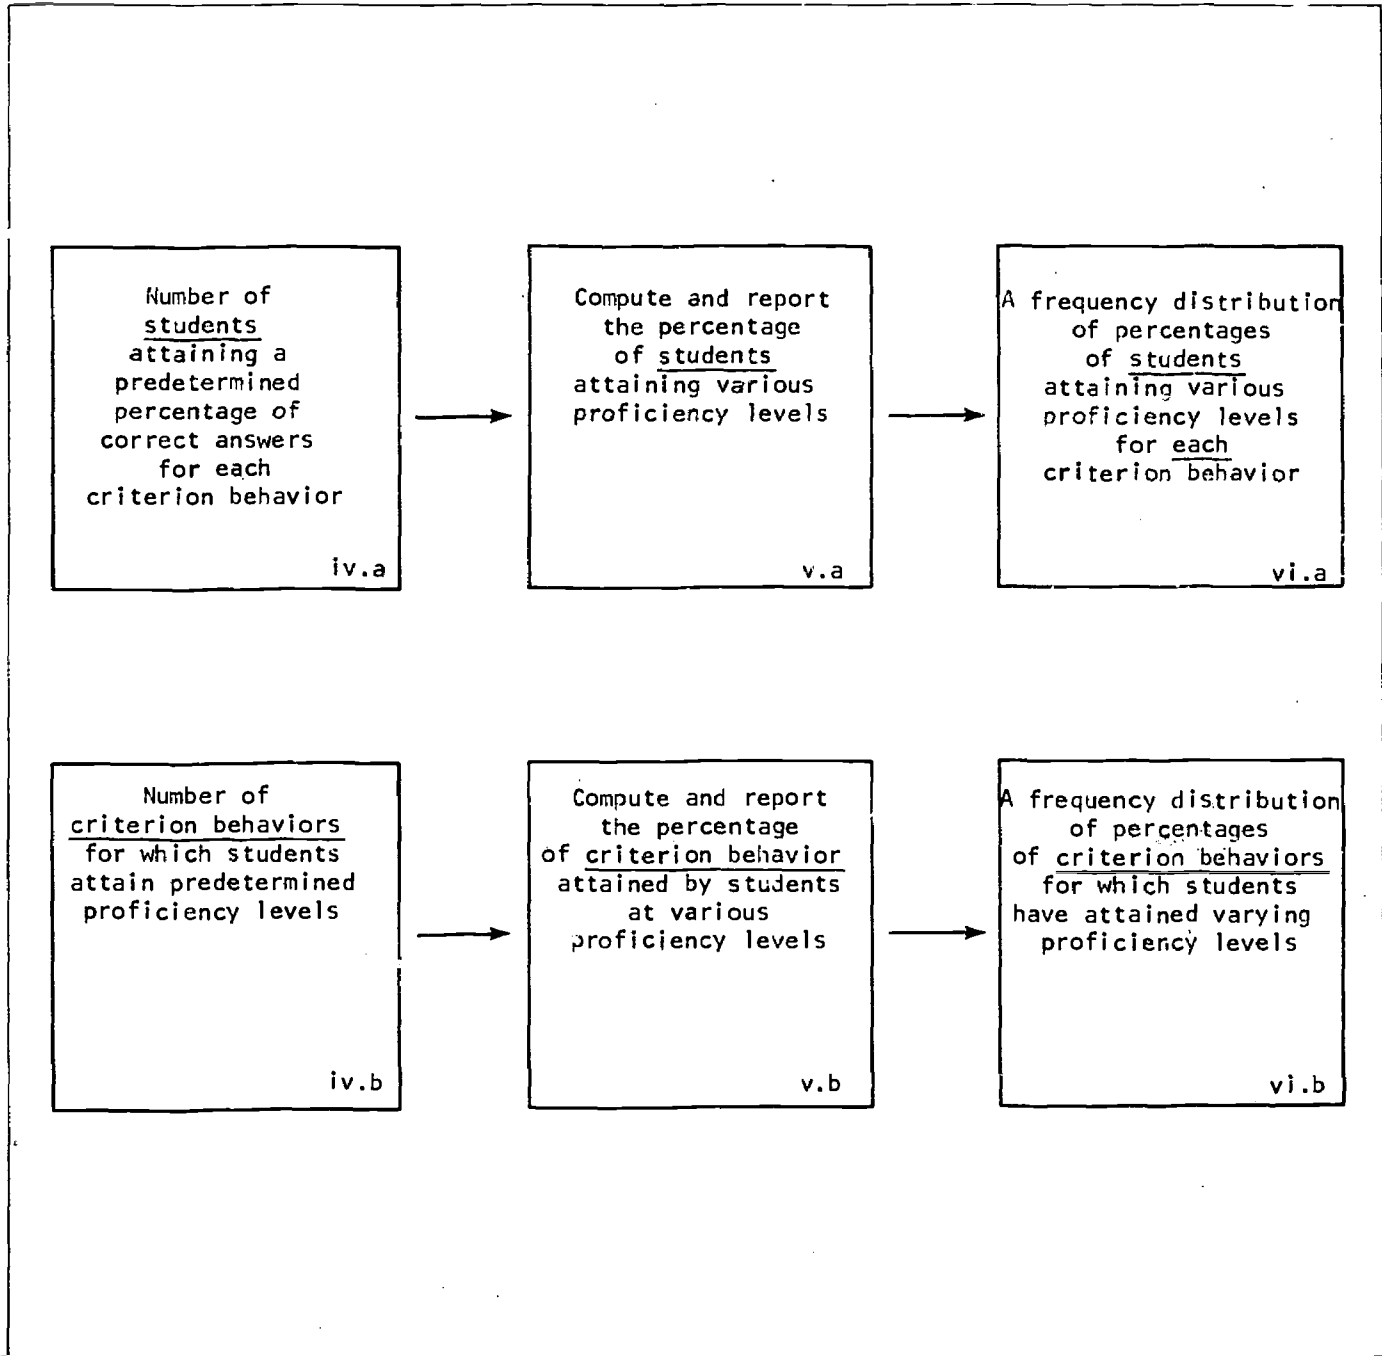 Number of
students
attaining a
predetermined
percentage of
correct answers
for each
criterion behavior
iv.a
Compute and report
the percentage
of students
attaining various
proficiency levels
v.a
A frequency distribution
of percentages
of students
attaining various
proficiency levels
for each
criterion behavior
vi.a
Number of
criterion behaviors
for which students
attain predetermined
proficiency levels
iv.b
Compute and report
the percentage
of criterion behavior
attained by students
at various
proficiency levels
v.b
A frequency distribution
of percentages
of criterion behaviors
for which students
have attained varying
proficiency levels
vi.b